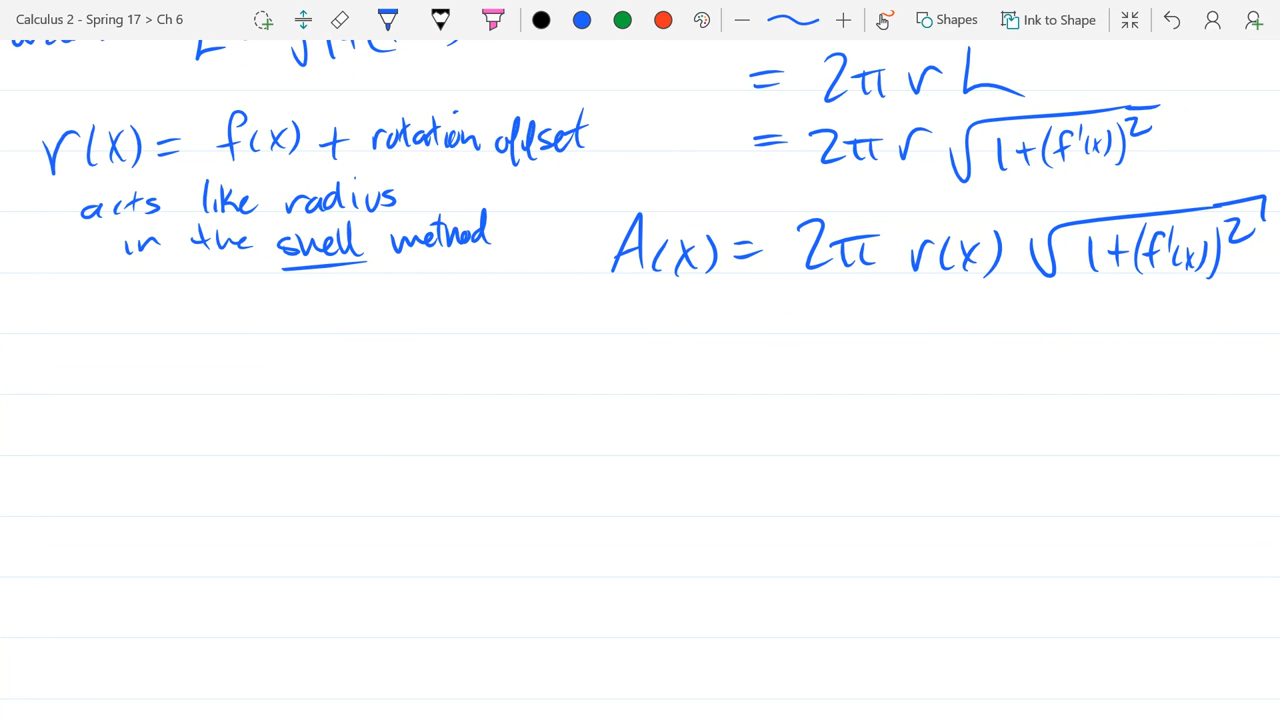 Calculus 2 - Spring 17 > Ch 6
Shapes
Ink to Shape
r(x) = f(x) + rotation offset
acts like radius
in the shell method
= 2π r L
= 2π r √(1+(f'(x))²)
A(x) = 2π r(x) √(1+(f'(x))²)